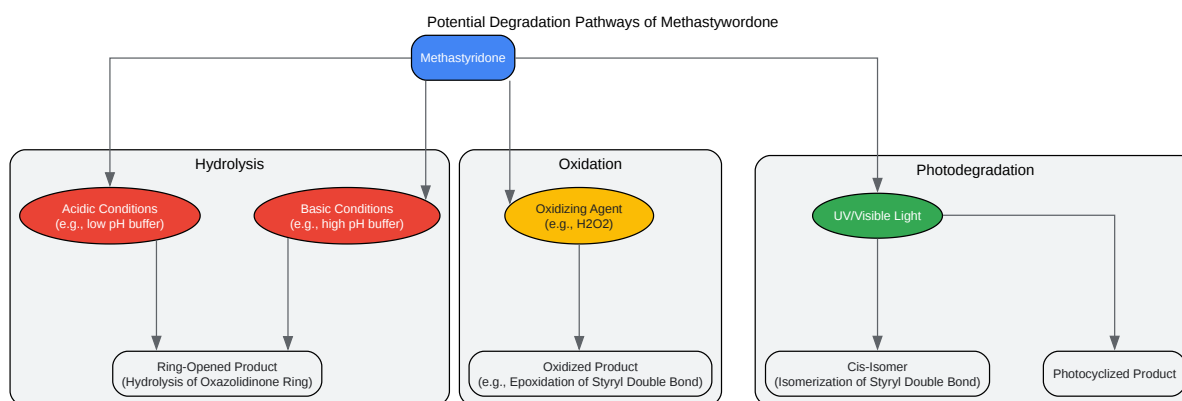 Potential Degradation Pathways of Methastywordone
Methastyridone
Hydrolysis
Acidic Conditions
(e.g., low pH buffer)
Basic Conditions
(e.g., high pH buffer)
Ring-Opened Product
(Hydrolysis of Oxazolidinone Ring)
Oxidation
Oxidizing Agent
(e.g., H2O2)
Oxidized Product
(e.g., Epoxidation of Styryl Double Bond)
Photodegradation
UV/Visible Light
Cis-Isomer
(Isomerization of Styryl Double Bond)
Photocyclized Product